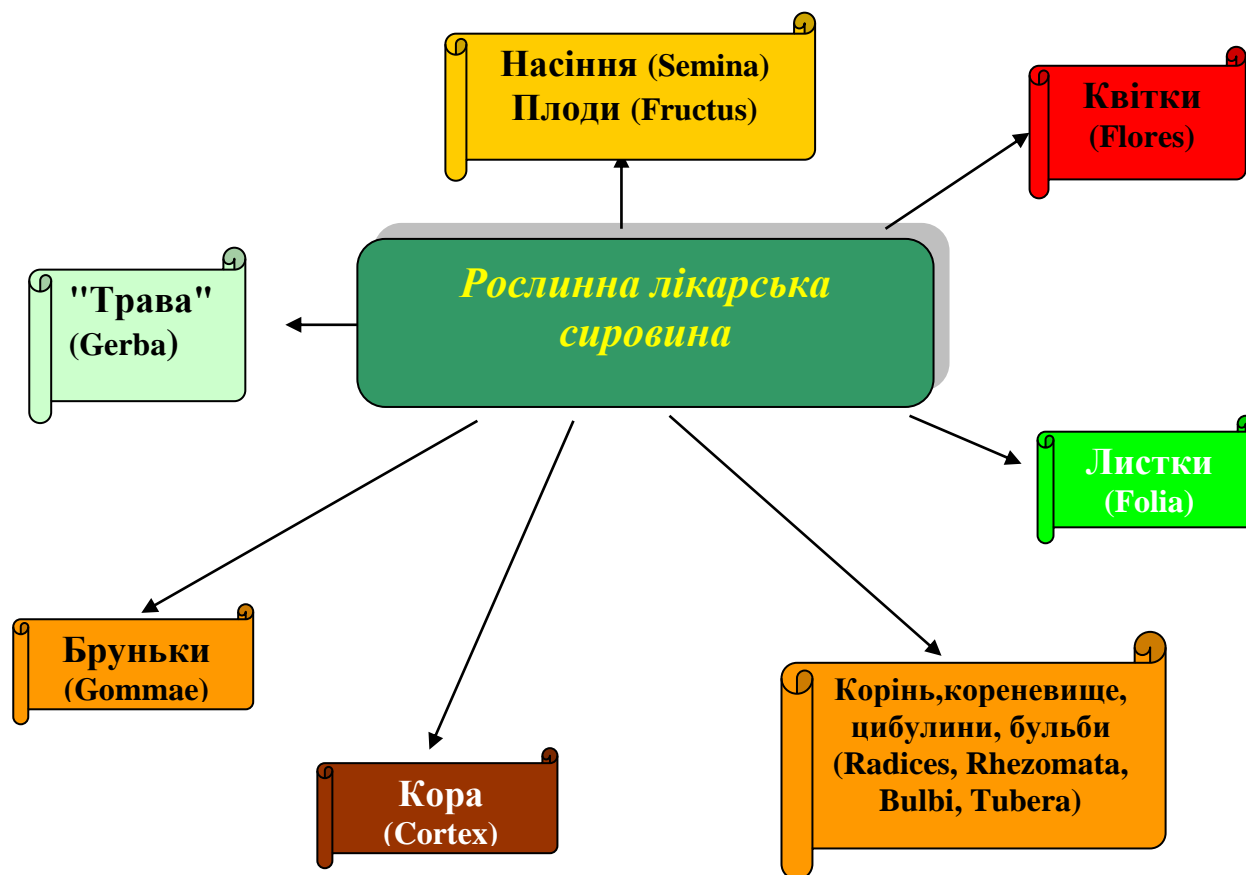 Насіння (Semina)
Плоди (Fructus)
Квітки
(Flores)
"Трава"
(Gerba)
Рослинна лікарська
сировина
Листки
(Folia)
Бруньки
(Gommae)
Корінь,кореневище,
цибулини, бульби
(Radices, Rhezomata,
Bulbi, Tubera)
Кора
(Cortex)